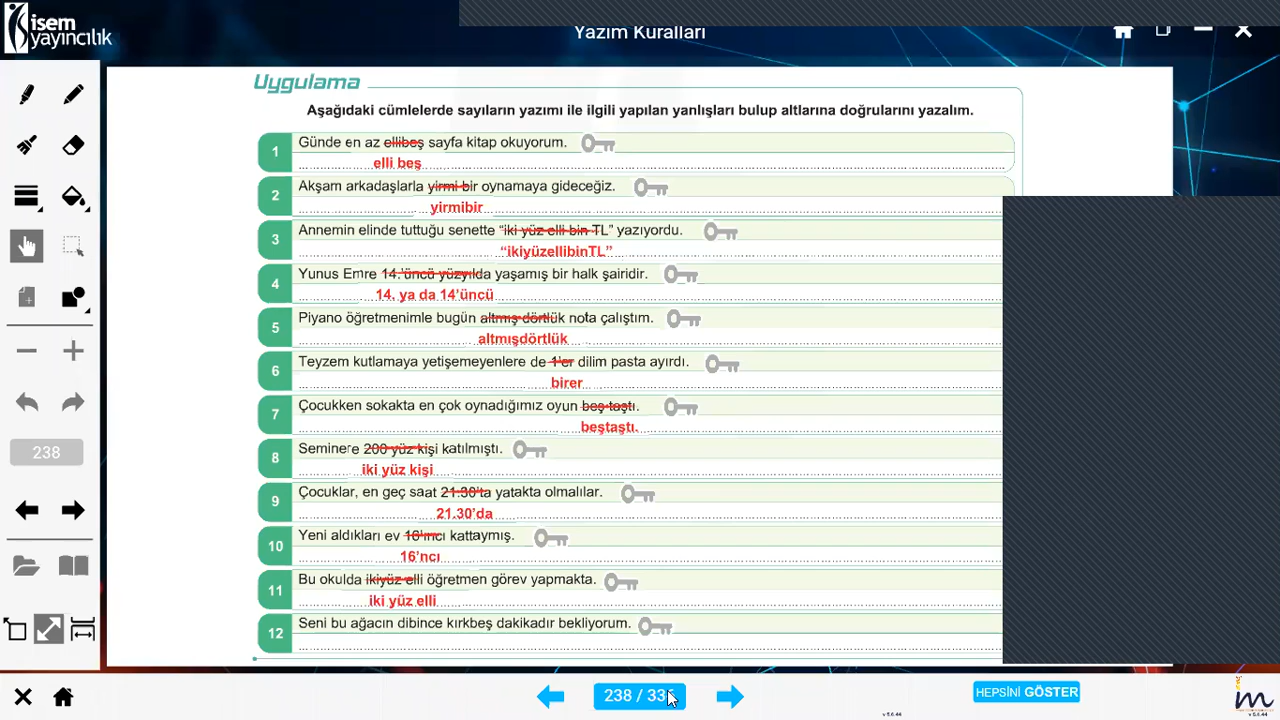 isem
yayıncılık
Yazım Kuralları
Uygulama
Aşağıdaki cümlelerde sayıların yazımı ile ilgili yapılan yanlışları bulup altlarına doğrularını yazalım.
1
Günde en az ellibeş sayfa kitap okuyorum.
elli beş
2
Akşam arkadaşlarla yirmi bir oynamaya gideceğiz.
yirmibir
3
Annemin elinde tuttuğu senette “iki yüz elli bin TL” yazıyordu.
“ikiyüzellibinTL”
4
Yunus Emre 14.’üncü yüzyılda yaşamış bir halk şairidir.
14. ya da 14’üncü
5
Piyano öğretmenimle bugün altmış dörtlük nota çalıştım.
altmışdörtlük
6
Teyzem kutlamaya yetişemeyenlere de 1’er dilim pasta ayırdı.
birer
7
Çocukken sokakta en çok oynadığımız oyun beş taştı.
beştaştı.
8
Seminere 200 yüz kişi katılmıştı.
iki yüz kişi
9
Çocuklar, en geç saat 21.30’ta yatakta olmalılar.
21.30’da
10
Yeni aldıkları ev 16’ıncı kattaymış.
16’ncı
11
Bu okulda ikiyüz elli öğretmen görev yapmakta.
iki yüz elli
12
Seni bu ağacın dibince kırkbeş dakikadır bekliyorum.
238
238 / 33
HEPSİNİ GÖSTER
v 5.6.44
v 5.6.44